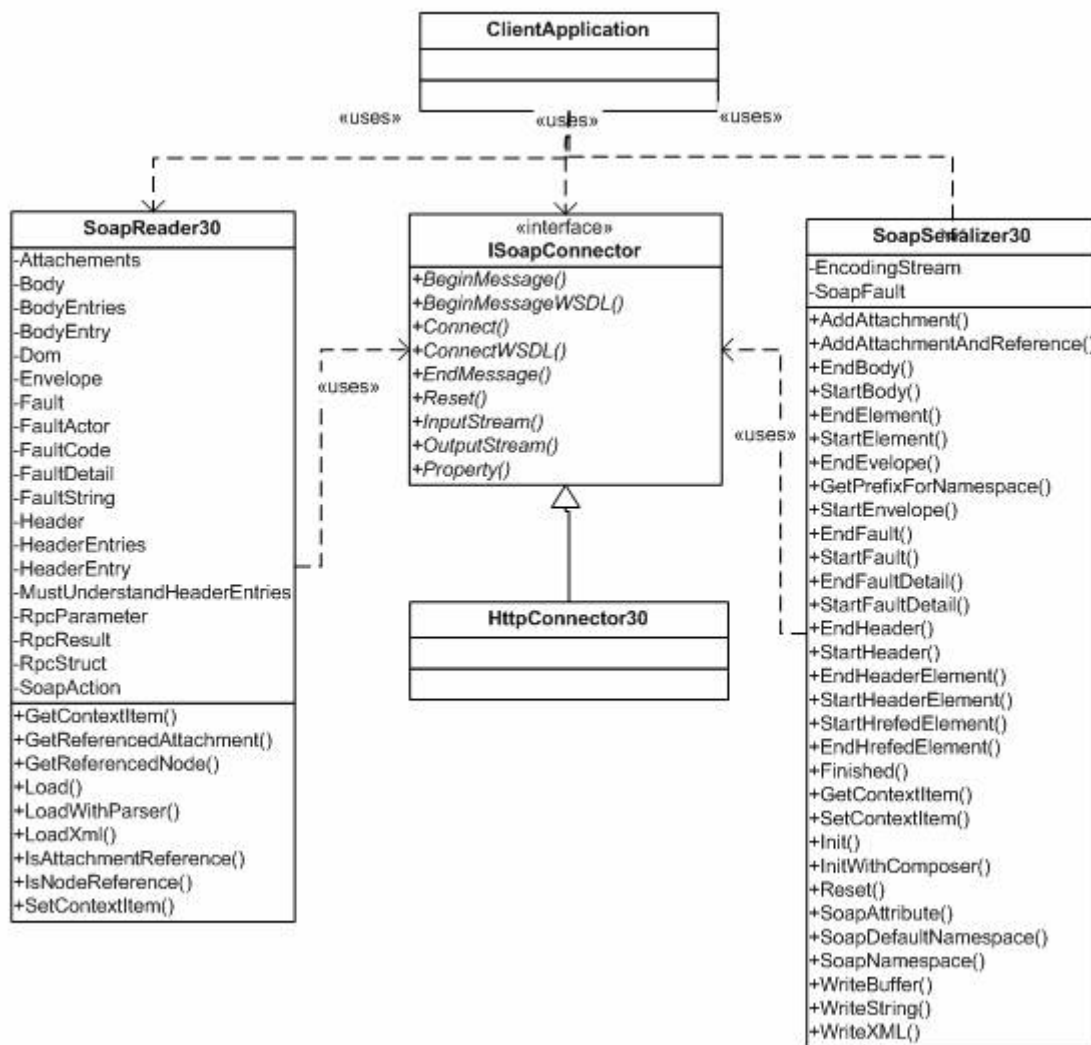 ClientApplication
«uses»
«uses»
«uses»
SoapReader30
-Attachements
-Body
-BodyEntries
-BodyEntry
-Dom
-Envelope
-Fault
-FaultActor
-FaultCode
-FaultDetail
-FaultString
-Header
-HeaderEntries
-HeaderEntry
-MustUnderstandHeaderEntries
-RpcParameter
-RpcResult
-RpcStruct
-SoapAction
+GetContextItem()
+GetReferencedAttachment()
+GetReferencedNode()
+Load()
+LoadWithParser()
+LoadXml()
+IsAttachmentReference()
+IsNodeReference()
+SetContextItem()
«uses»
«interface»
ISoapConnector
+BeginMessage()
+BeginMessageWSDL()
+Connect()
+ConnectWSDL()
+EndMessage()
+Reset()
+InputStream()
+OutputStream()
+Property()
HttpConnector30
«uses»
SoapSerializer30
-EncodingStream
-SoapFault
+AddAttachment()
+AddAttachmentAndReference()
+EndBody()
+StartBody()
+EndElement()
+StartElement()
+EndEvelope()
+GetPrefixForNamespace()
+StartEnvelope()
+EndFault()
+StartFault()
+EndFaultDetail()
+StartFaultDetail()
+EndHeader()
+StartHeader()
+EndHeaderElement()
+StartHeaderElement()
+StartHrefedElement()
+EndHrefedElement()
+Finished()
+GetContextItem()
+SetContextItem()
+Init()
+InitWithComposer()
+Reset()
+SoapAttribute()
+SoapDefaultNamespace()
+SoapNamespace()
+WriteBuffer()
+WriteString()
+WriteXML()